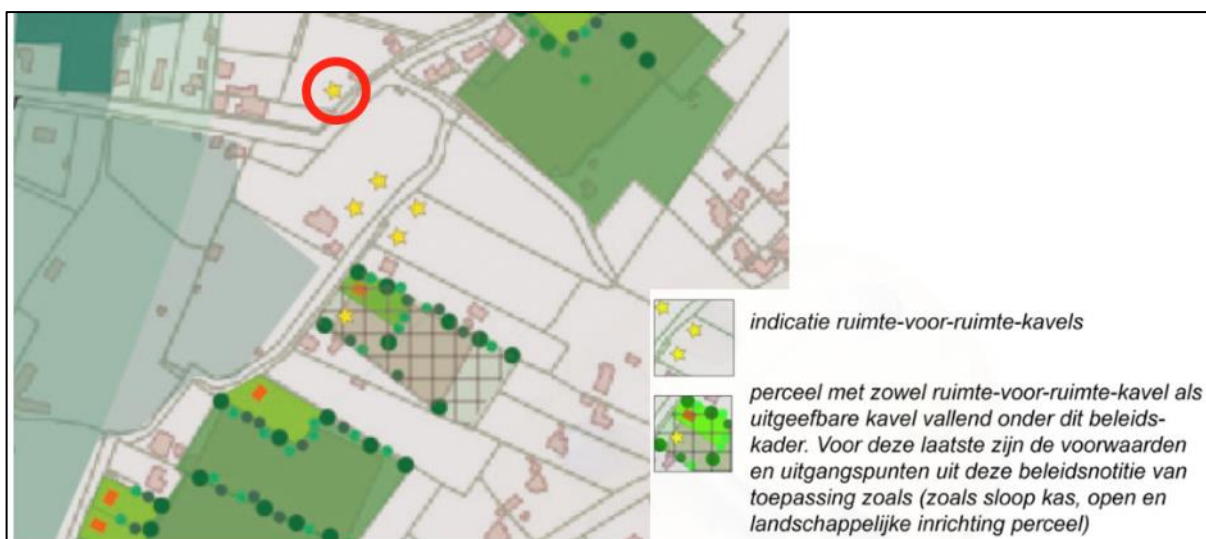 indicatie ruimte-voor-ruimte-kavels
perceel met zowel ruimte-voor-ruimte-kavel als
uitgeefbare kavel vallend onder dit beleids-
kader. Voor deze laatste zijn de voorwaarden
en uitgangspunten uit deze beleidsnotitie van
toepassing zoals (zoals sloop kas, open en
landschappelijke inrichting perceel)